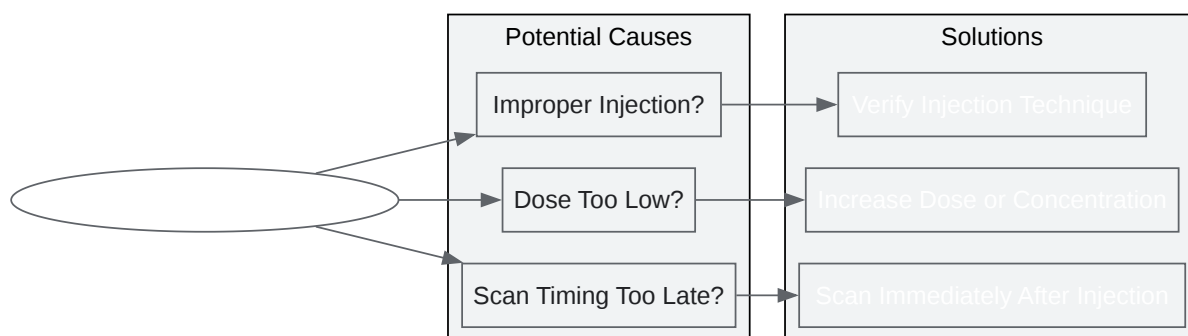 Potential Causes
Solutions
Improper Injection?
Verify Injection Technique
Dose Too Low?
Increase Dose or Concentration
Scan Timing Too Late?
Scan Immediately After Injection